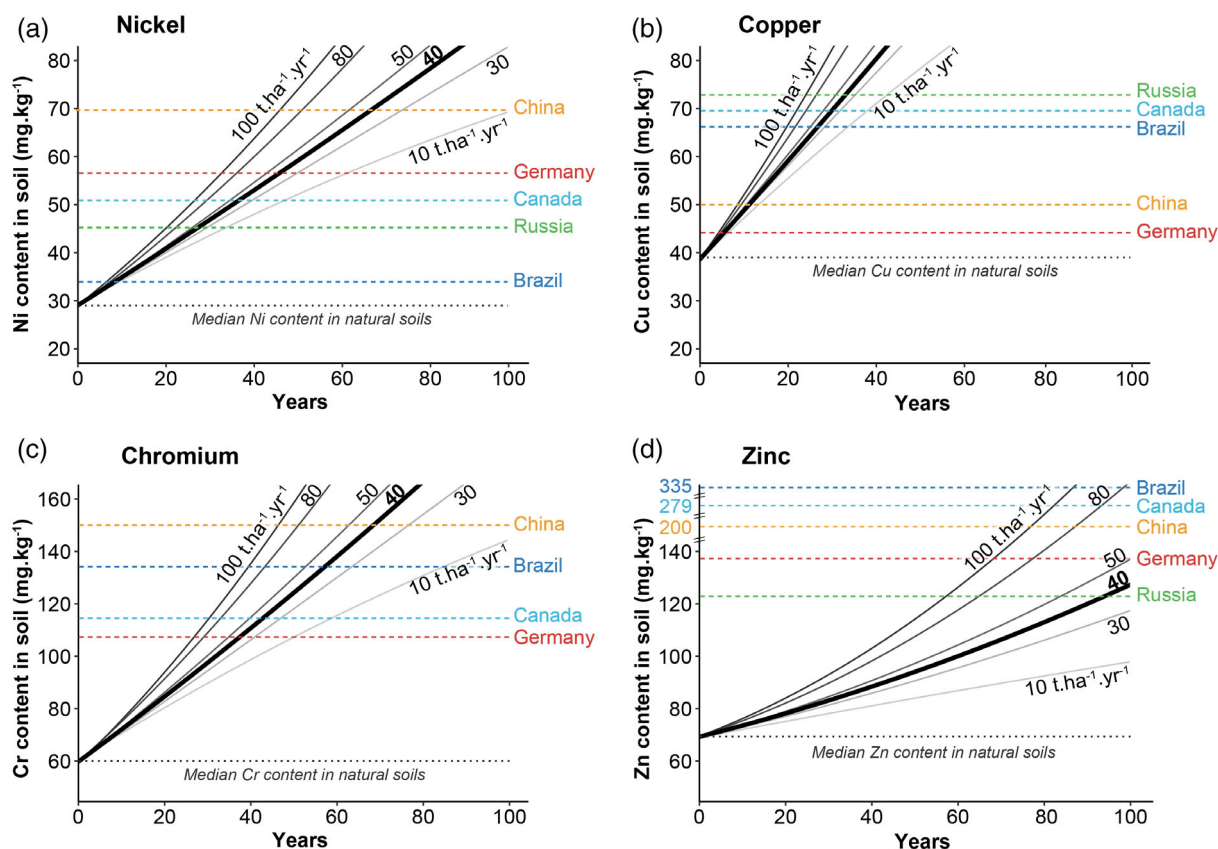 (a) Nickel
Ni content in soil (mg.kg⁻¹)
80
70
60
50
40
30
20
100 t.ha⁻¹.yr⁻¹
80
50
40
30
10 t.ha⁻¹.yr⁻¹
China
Germany
Canada
Russia
Brazil
Median Ni content in natural soils
0 20 40 60 80 100
Years
(b) Copper
Cu content in soil (mg.kg⁻¹)
80
70
60
50
40
30
20
100 t.ha⁻¹.yr⁻¹
10 t.ha⁻¹.yr⁻¹
Russia
Canada
Brazil
China
Germany
Median Cu content in natural soils
0 20 40 60 80 100
Years
(c) Chromium
Cr content in soil (mg.kg⁻¹)
160
140
120
100
80
60
100 t.ha⁻¹.yr⁻¹
80
50
40
30
10 t.ha⁻¹.yr⁻¹
China
Brazil
Canada
Germany
Median Cr content in natural soils
0 20 40 60 80 100
Years
(d) Zinc
Zn content in soil (mg.kg⁻¹)
335
279
200
140
120
100
80
60
100 t.ha⁻¹.yr⁻¹
80
50
40
30
10 t.ha⁻¹.yr⁻¹
Brazil
Canada
China
Germany
Russia
Median Zn content in natural soils
0 20 40 60 80 100
Years